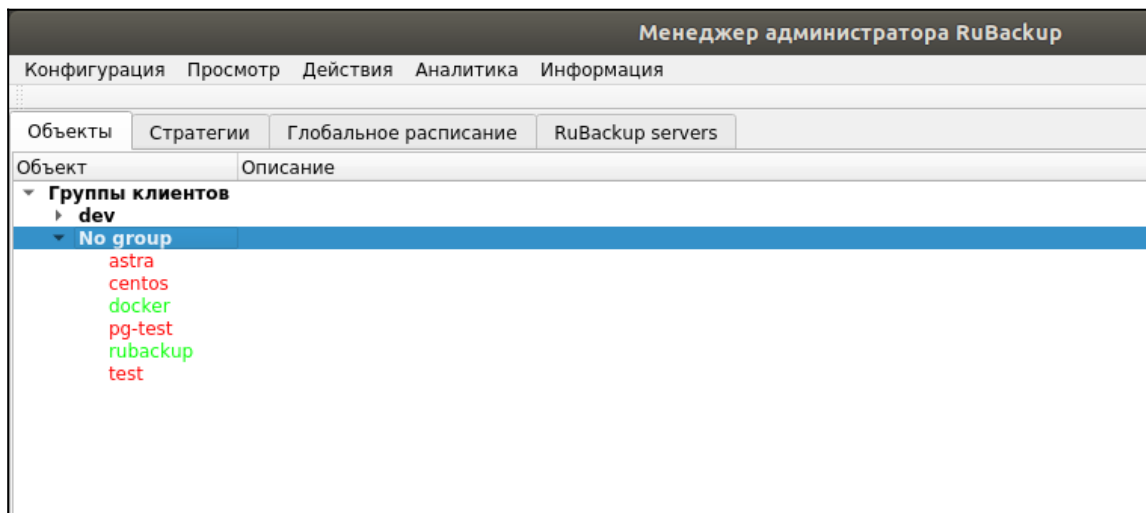 Менеджер администратора RuBackup
Конфигурация Просмотр Действия Аналитика Информация
Объекты Стратегии Глобальное расписание RuBackup servers
Объект Описание
Группы клиентов
dev
No group
astra
centos
docker
pg-test
rubackup
test